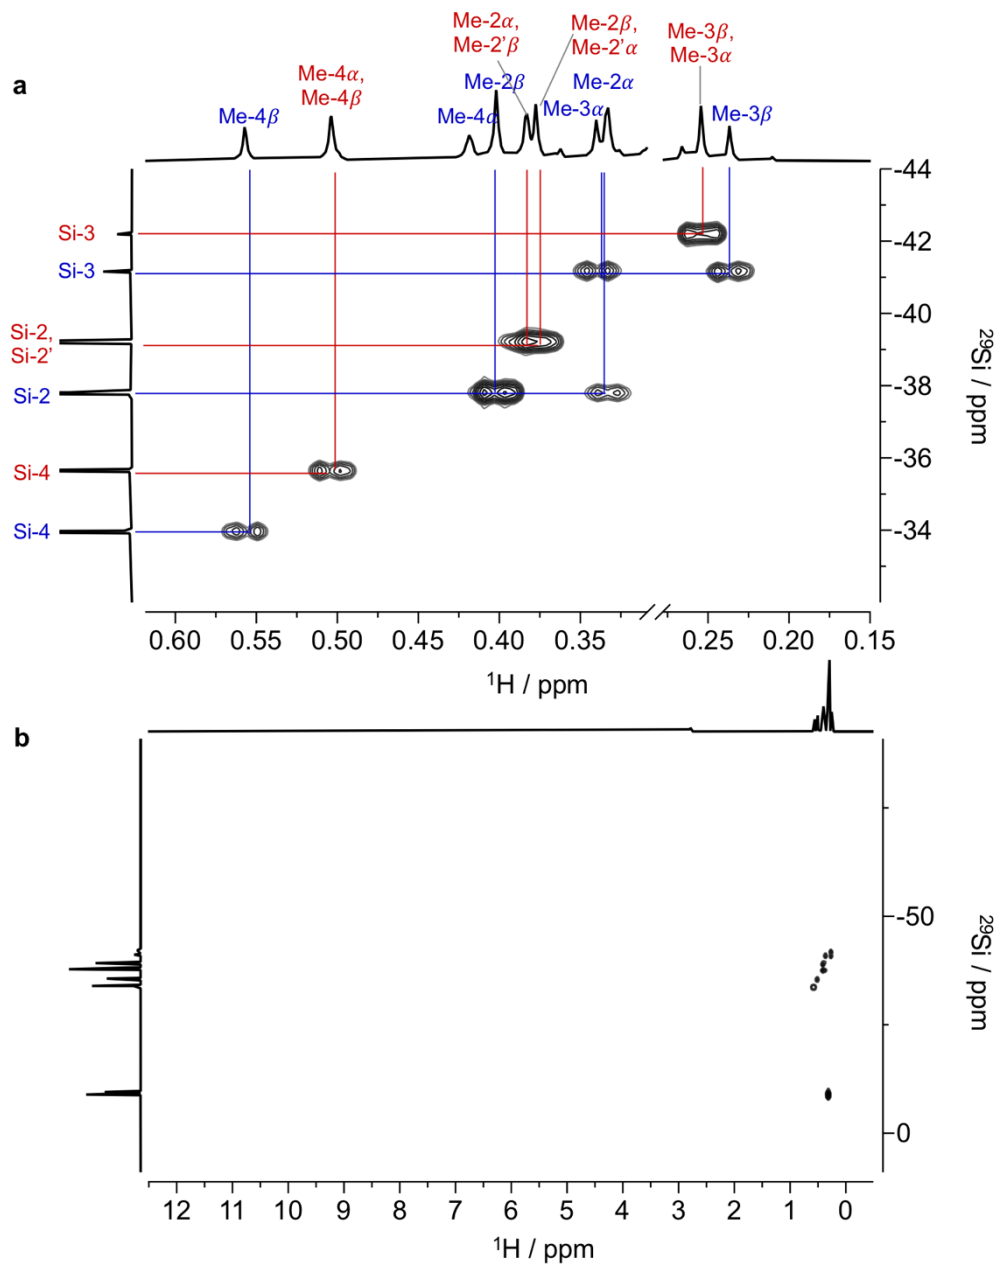 a
Me-2α,
Me-2'β
Me-2β,
Me-2'α
Me-3β,
Me-3α
Me-4α,
Me-4β
Me-2β
Me-2α
Me-4β
Me-4α
Me-3α
Me-3β
-44
Si-3
-42
Si-3
-40
Si-2,
Si-2'
-38
Si-2
-36
Si-4
-34
Si-4
²⁹Si / ppm
0.60 0.55 0.50 0.45 0.40 0.35 0.25 0.20 0.15
¹H / ppm
b
-50
0
²⁹Si / ppm
12 11 10 9 8 7 6 5 4 3 2 1 0
¹H / ppm